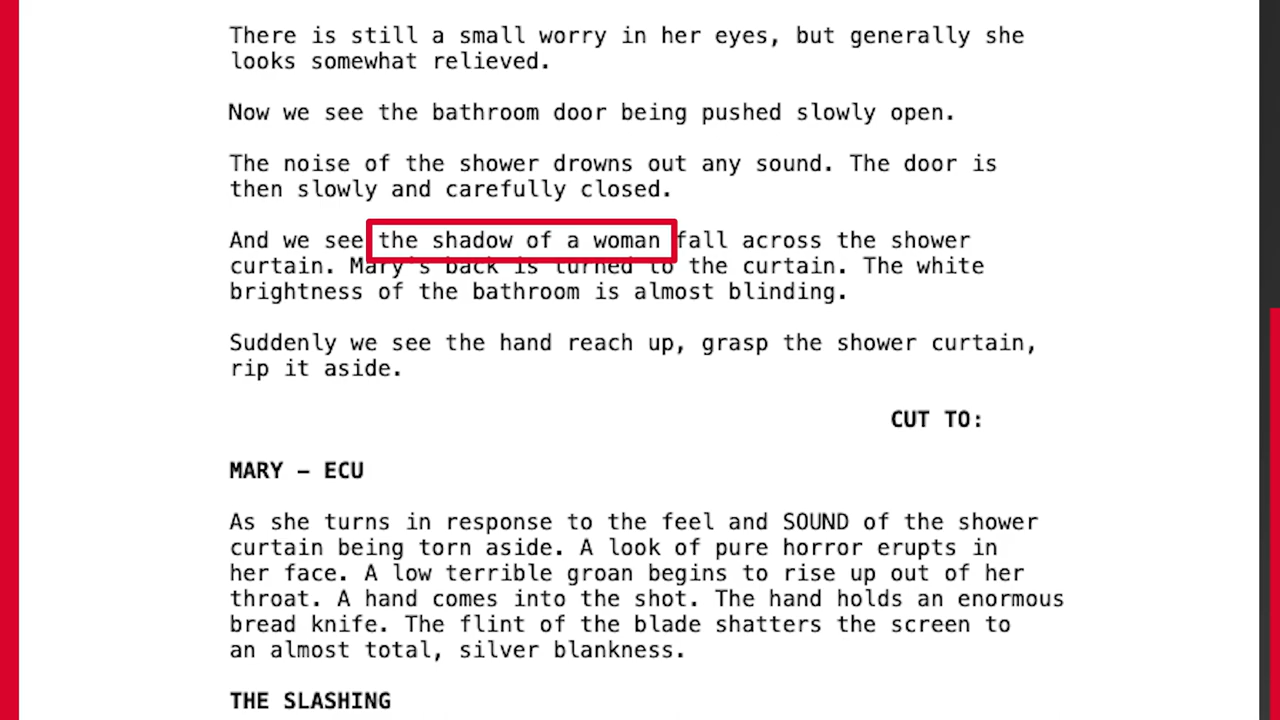 There is still a small worry in her eyes, but generally she
looks somewhat relieved.
Now we see the bathroom door being pushed slowly open.
The noise of the shower drowns out any sound. The door is
then slowly and carefully closed.
And we see the shadow of a woman fall across the shower
curtain. Mary's back is turned to the curtain. The white
brightness of the bathroom is almost blinding.
Suddenly we see the hand reach up, grasp the shower curtain,
rip it aside.
CUT TO:
MARY – ECU
As she turns in response to the feel and SOUND of the shower
curtain being torn aside. A look of pure horror erupts in
her face. A low terrible groan begins to rise up out of her
throat. A hand comes into the shot. The hand holds an enormous
bread knife. The flint of the blade shatters the screen to
an almost total, silver blankness.
THE SLASHING